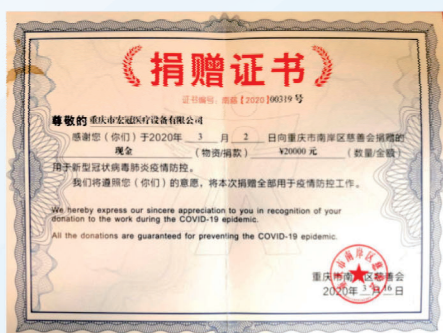 捐赠证书
证书编号：南慈【2020】00319号
尊敬的 重庆市宏冠医疗设备有限公司
感谢您（你们）于2020年 3 月 2 日向重庆市南岸区慈善会捐赠的
现金 （物资/捐款） ¥20000 元 （数量/金额）
用于新型冠状病毒肺炎疫情防控。
我们将遵照您（你们）的意愿，将本次捐赠全部用于疫情防控工作。
We hereby express our sincere appreciation to you in recognition of your
donation to the work during the COVID-19 epidemic.
All the donations are guaranteed for preventing the COVID-19 epidemic.
重庆市南岸区慈善会
2020年 3 月 16 日